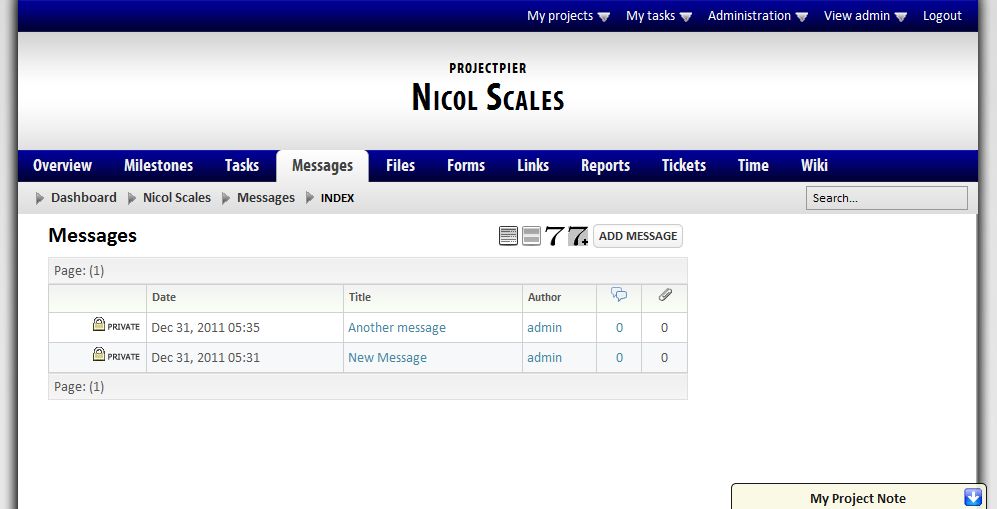 My projects My tasks Administration View admin Logout
PROJECTPIER
NICOL SCALES
Overview Milestones Tasks Messages Files Forms Links Reports Tickets Time Wiki
Dashboard Nicol Scales Messages INDEX Search...
Messages 7 7 ADD MESSAGE
Page: (1)
Date Title Author
PRIVATE Dec 31, 2011 05:35 Another message admin 0 0
PRIVATE Dec 31, 2011 05:31 New Message admin 0 0
Page: (1)
My Project Note